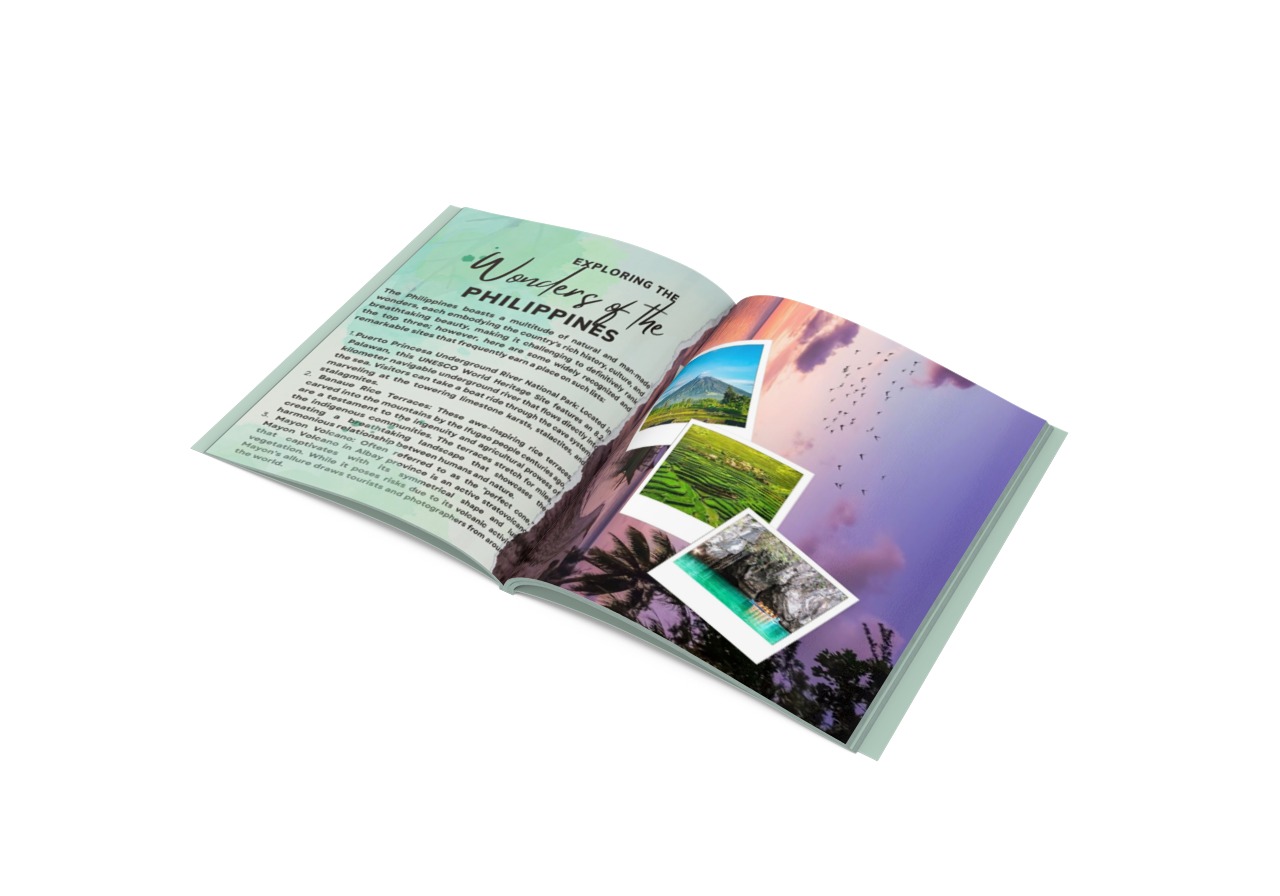 EXPLORING THE
Wonders of the
PHILIPPINES
The Philippines boasts a multitude of natural and man-made
wonders, each embodying the country's rich history, culture, and
breathtaking beauty, making it challenging to definitively rank
the top three; however, here are some widely recognized and
remarkable sites that frequently earn a place on such lists:
1. Puerto Princesa Underground River National Park: Located in
Palawan, this UNESCO World Heritage Site features an 8.2-
kilometer navigable underground river that flows directly into
the sea. Visitors can take a boat ride through the cave system,
marveling at the towering limestone karsts, stalactites, and
stalagmites.
2. Banaue Rice Terraces: These awe-inspiring rice terraces
carved into the mountains by the Ifugao people centuries ago,
are a testament to the ingenuity and agricultural prowess of
the indigenous communities. The terraces stretch for miles,
creating a breathtaking landscape that showcases the
harmonious relationship between humans and nature.
3. Mayon Volcano: Often referred to as the "perfect cone,"
Mayon Volcano in Albay province is an active stratovolcano
that captivates with its symmetrical shape and
vegetation. While it poses risks due to its volcanic
Mayon's allure draws tourists and photographers from
the world.